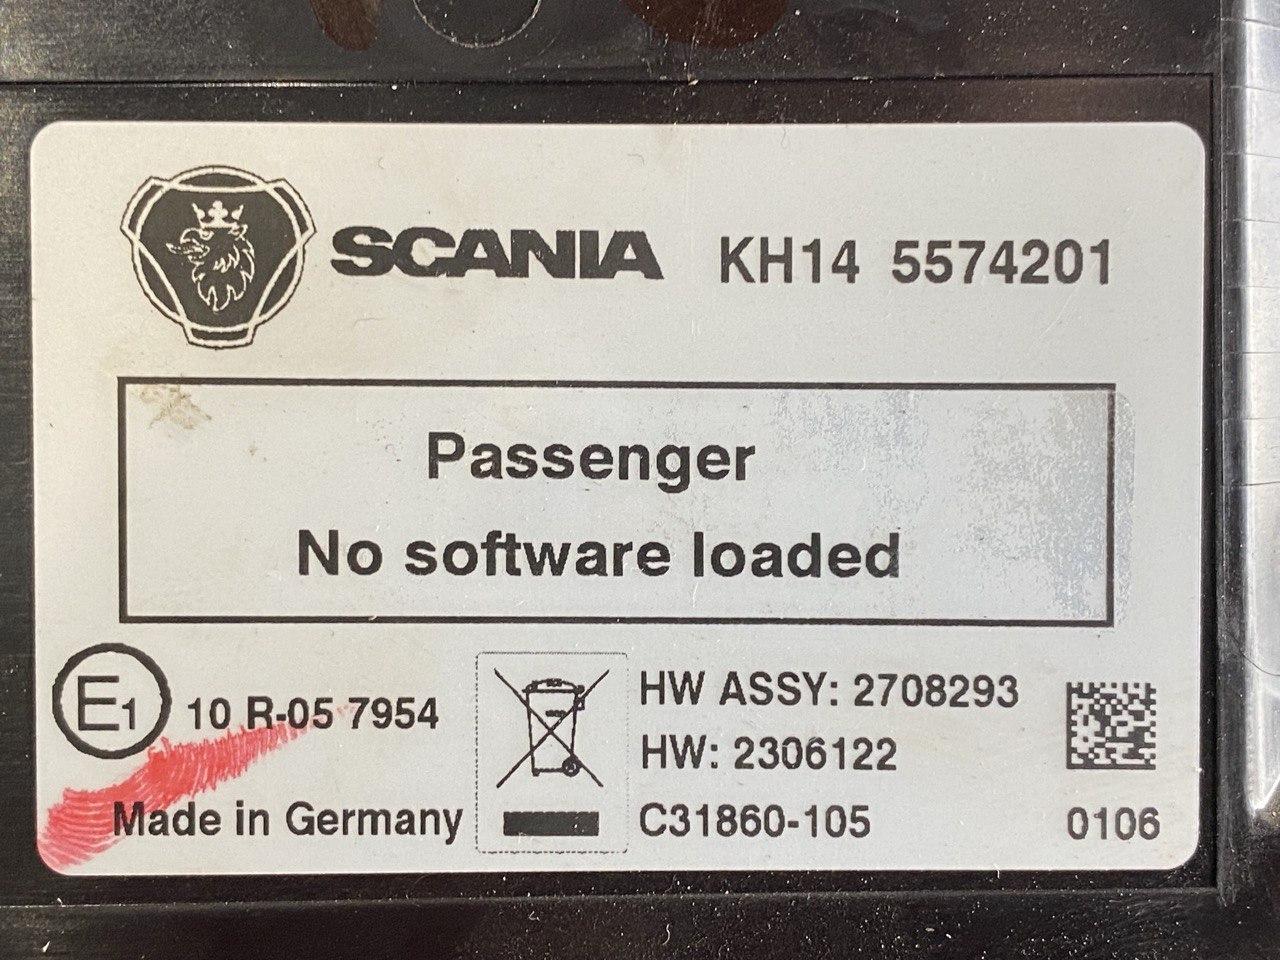 SCANIA KH14 5574201
Passenger
No software loaded
E1 10 R-05 7954
HW ASSY: 2708293
HW: 2306122
Made in Germany
C31860-105
0106